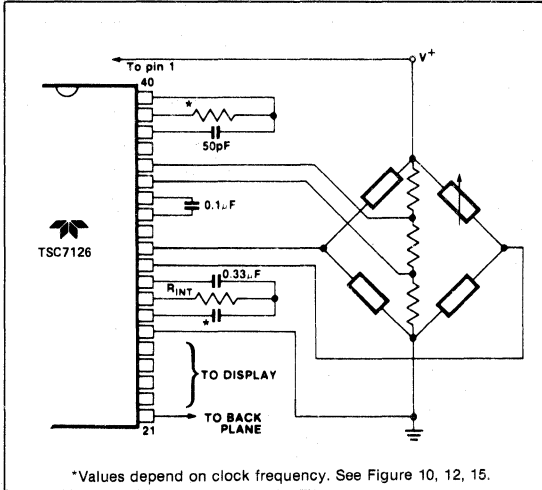 To pin 1
V+
40
*
50pF
0.1μF
TSC7126
0.33μF
RINT
*
TO DISPLAY
TO BACK
PLANE
21
*Values depend on clock frequency. See Figure 10, 12, 15.